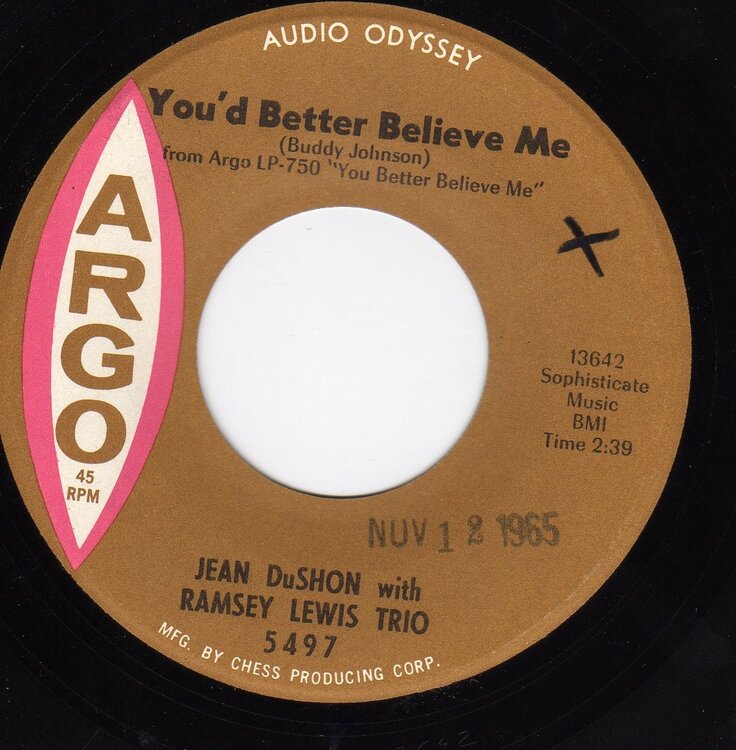 AUDIO ODYSSEY
You'd Better Believe Me
(Buddy Johnson)
from Argo LP-750 "You Better Believe Me"
ARGO
45
RPM
13642
Sophisticate
Music
BMI
Time 2:39
NOV 12 1965
JEAN DuSHON with
RAMSEY LEWIS TRIO
5497
MFG. BY CHESS PRODUCING CORP.